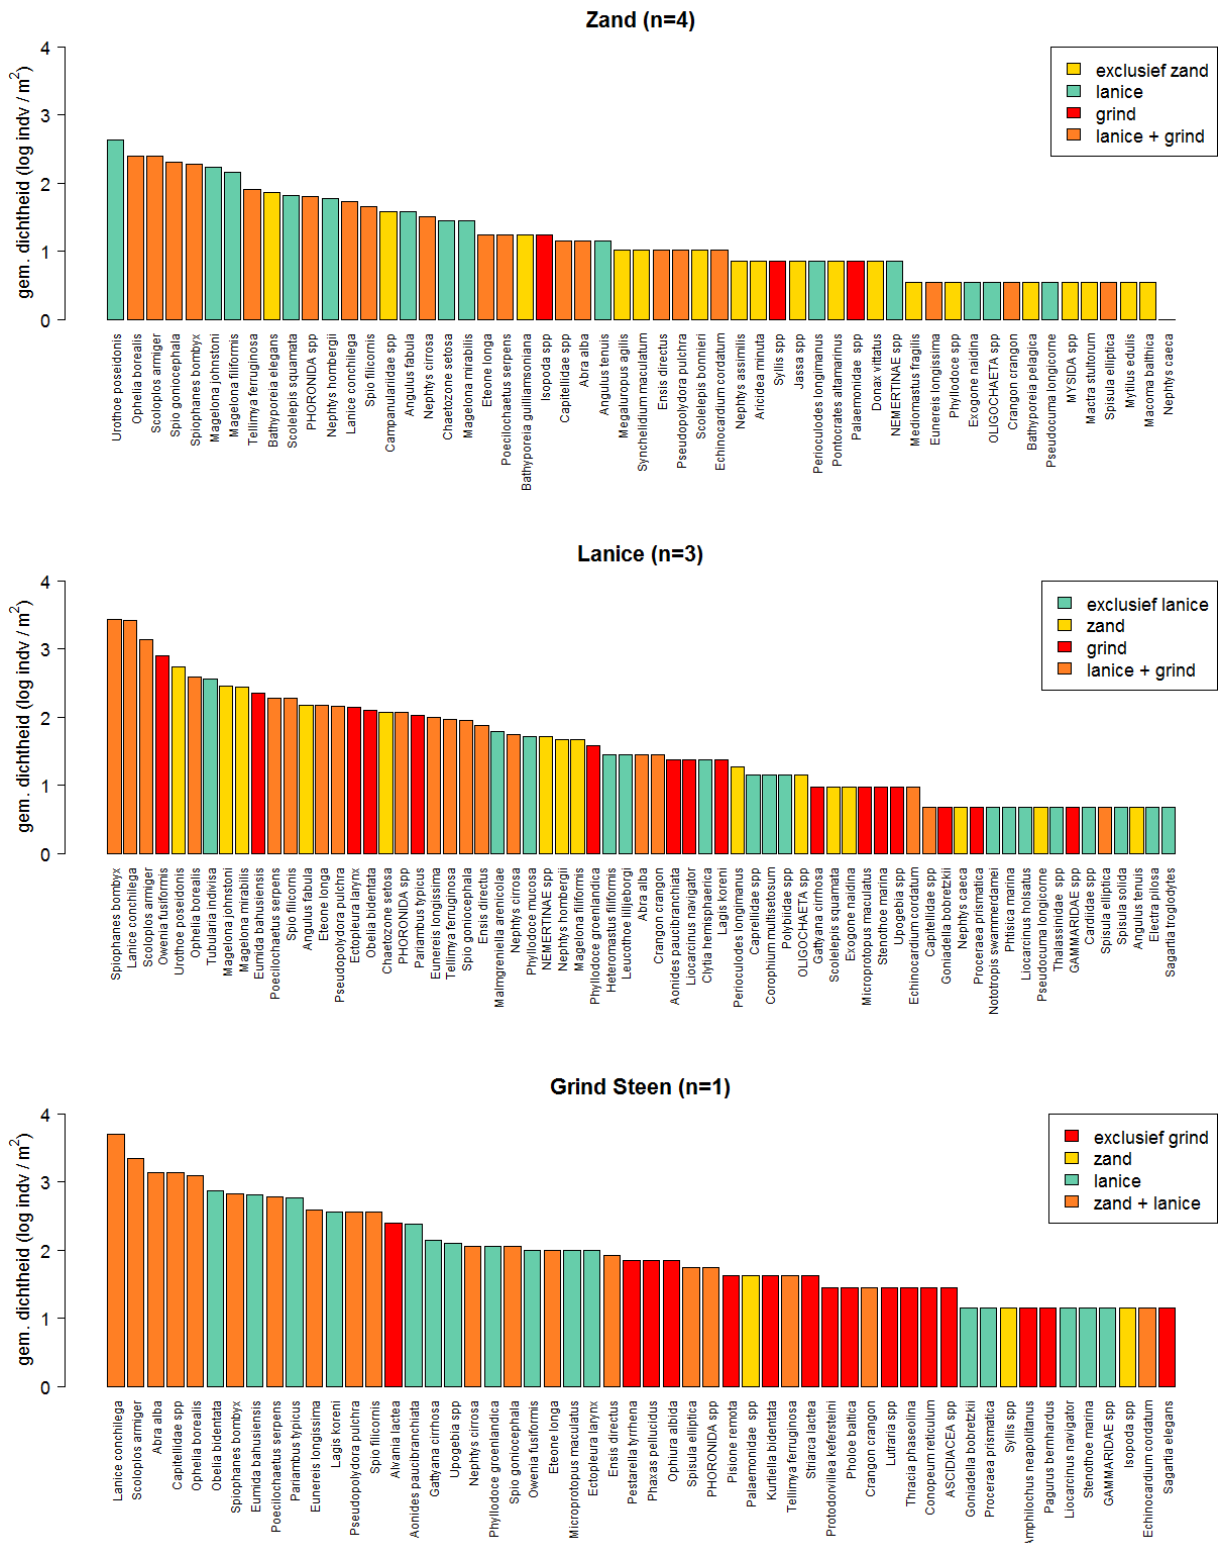 Zand (n=4)
gem. dichtheid (log indv / m²)
4
3
2
1
0
exclusief zand
lanice
grind
lanice + grind
Urothoe poseidonis
Ophelia borealis
Scoloplos armiger
Spio goniocephala
Spiophanes bombyx
Magelona johnstoni
Magelona filiformis
Tellimya ferruginosa
Bathyporeia elegans
Scolelepis squamata
PHORONIDA spp
Nephtys hombergii
Lanice conchilega
Spio filicornis
Campanulariidae spp
Angulus fabula
Nephtys cirrosa
Chaetozone setosa
Magelona mirabilis
Eteone longa
Poecilochaetus serpens
Bathyporeia guilliamsoniana
Isopoda spp
Capitellidae spp
Abra alba
Angulus tenuis
Megaluropus agilis
Synchelidium maculatum
Ensis directus
Pseudopolydora pulchra
Scolelepis bonnieri
Echinocardium cordatum
Nephtys assimilis
Aricidea minuta
Syllis spp
Jassa spp
Perioculodes longimanus
Pontocrates altamarinus
Palaemonidae spp
Donax vittatus
NEMERTINAE spp
Mediomastus fragilis
Eunereis longissima
Phyllodoce spp
Exogone naidina
OLIGOCHAETA spp
Crangon crangon
Bathyporeia pelagica
Pseudocuma longicorne
MYSIDA spp
Mactra stultorum
Spisula elliptica
Mytilus edulis
Macoma balthica
Nephtys caeca
Lanice (n=3)
gem. dichtheid (log indv / m²)
4
3
2
1
0
exclusief lanice
zand
grind
lanice + grind
Spiophanes bombyx
Lanice conchilega
Scoloplos armiger
Owenia fusiformis
Urothoe poseidonis
Ophelia borealis
Tubularia indivisa
Magelona johnstoni
Magelona mirabilis
Eumida bahusiensis
Poecilochaetus serpens
Spio filicornis
Angulus fabula
Eteone longa
Pseudopolydora pulchra
Ectopleura larynx
Obelia bidentata
Chaetozone setosa
PHORONIDA spp
Pariambus typicus
Eunereis longissima
Tellimya ferruginosa
Spio goniocephala
Ensis directus
Malmgreniella arenicolae
Nephtys cirrosa
Phyllodoce mucosa
NEMERTINAE spp
Nephtys hombergii
Magelona filiformis
Phyllodoce groenlandica
Heteromastus filiformis
Leucothoe lilljeborgi
Abra alba
Crangon crangon
Aonides paucibranchiata
Liocarcinus navigator
Clytia hemisphaerica
Lagis koreni
Perioculodes longimanus
Caprellidae spp
Corophium multisetosum
Polybiidae spp
OLIGOCHAETA spp
Gattyana cirrhosa
Scolelepis squamata
Exogone naidina
Microprotopus maculatus
Stenothoe marina
Upogebia spp
Echinocardium cordatum
Capitellidae spp
Goniadella bobretzkii
Nephtys caeca
Proceraea prismatica
Nototropis swammerdamei
Phtisica marina
Liocarcinus holsatus
Pseudocuma longicorne
Thalassinidae spp
GAMMARIDAE spp
Cardiidae spp
Spisula elliptica
Spisula solida
Angulus tenuis
Electra pilosa
Sagartia troglodytes
Grind Steen (n=1)
gem. dichtheid (log indv / m²)
4
3
2
1
0
exclusief grind
zand
lanice
zand + lanice
Lanice conchilega
Scoloplos armiger
Abra alba
Capitellidae spp
Ophelia borealis
Obelia bidentata
Spiophanes bombyx
Eumida bahusiensis
Poecilochaetus serpens
Pariambus typicus
Eunereis longissima
Lagis koreni
Pseudopolydora pulchra
Spio filicornis
Alvania lactea
Aonides paucibranchiata
Gattyana cirrhosa
Upogebia spp
Nephtys cirrosa
Phyllodoce groenlandica
Spio goniocephala
Owenia fusiformis
Eteone longa
Microprotopus maculatus
Ectopleura larynx
Ensis directus
Pestarella tyrrhena
Phaxas pellucidus
Ophiura albida
Spisula elliptica
PHORONIDA spp
Pisione remota
Palaemonidae spp
Kurtiella bidentata
Tellimya ferruginosa
Striarca lactea
Protodorvillea kefersteini
Pholoe baltica
Crangon crangon
Lutraria spp
Thracia phaseolina
Conopeum reticulum
ASCIDIACEA spp
Goniadella bobretzkii
Proceraea prismatica
Syllis spp
Amphilochus neapolitanus
Pagurus bernhardus
Liocarcinus navigator
Stenothoe marina
GAMMARIDAE spp
Isopoda spp
Echinocardium cordatum
Sagartia elegans